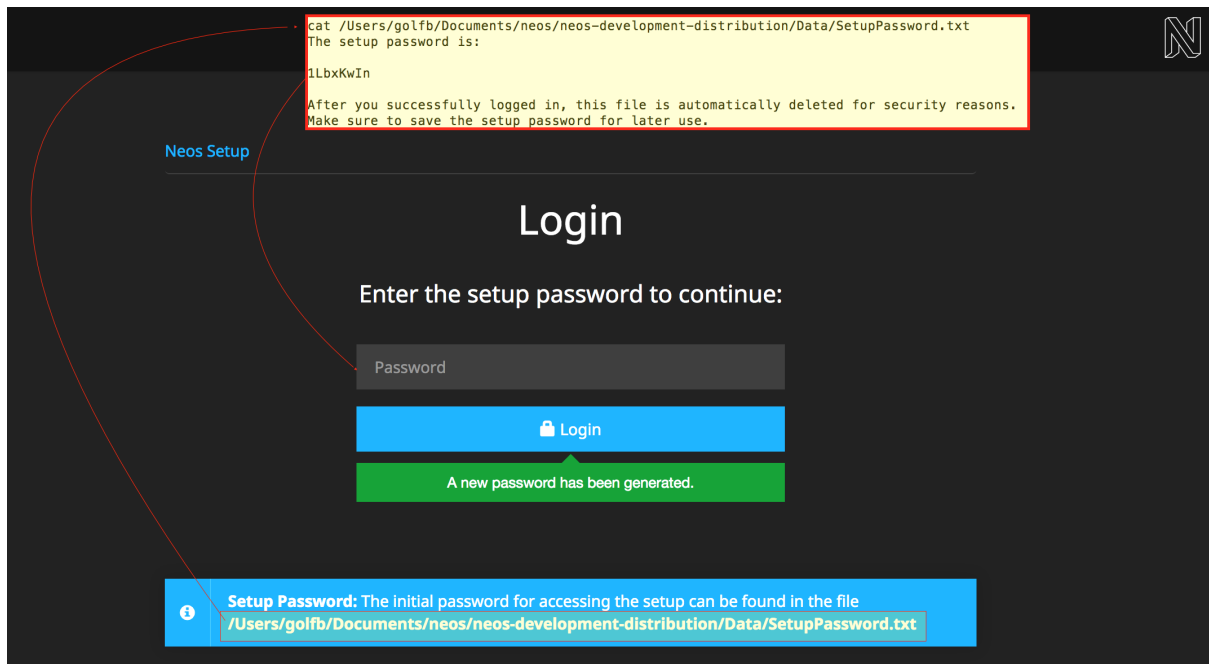 cat /Users/golfb/Documents/neos/neos-development-distribution/Data/SetupPassword.txt
The setup password is:
1LbxKwIn
After you successfully logged in, this file is automatically deleted for security reasons.
Make sure to save the setup password for later use.
Neos Setup
Login
Enter the setup password to continue:
Password
Login
A new password has been generated.
Setup Password: The initial password for accessing the setup can be found in the file
/Users/golfb/Documents/neos/neos-development-distribution/Data/SetupPassword.txt